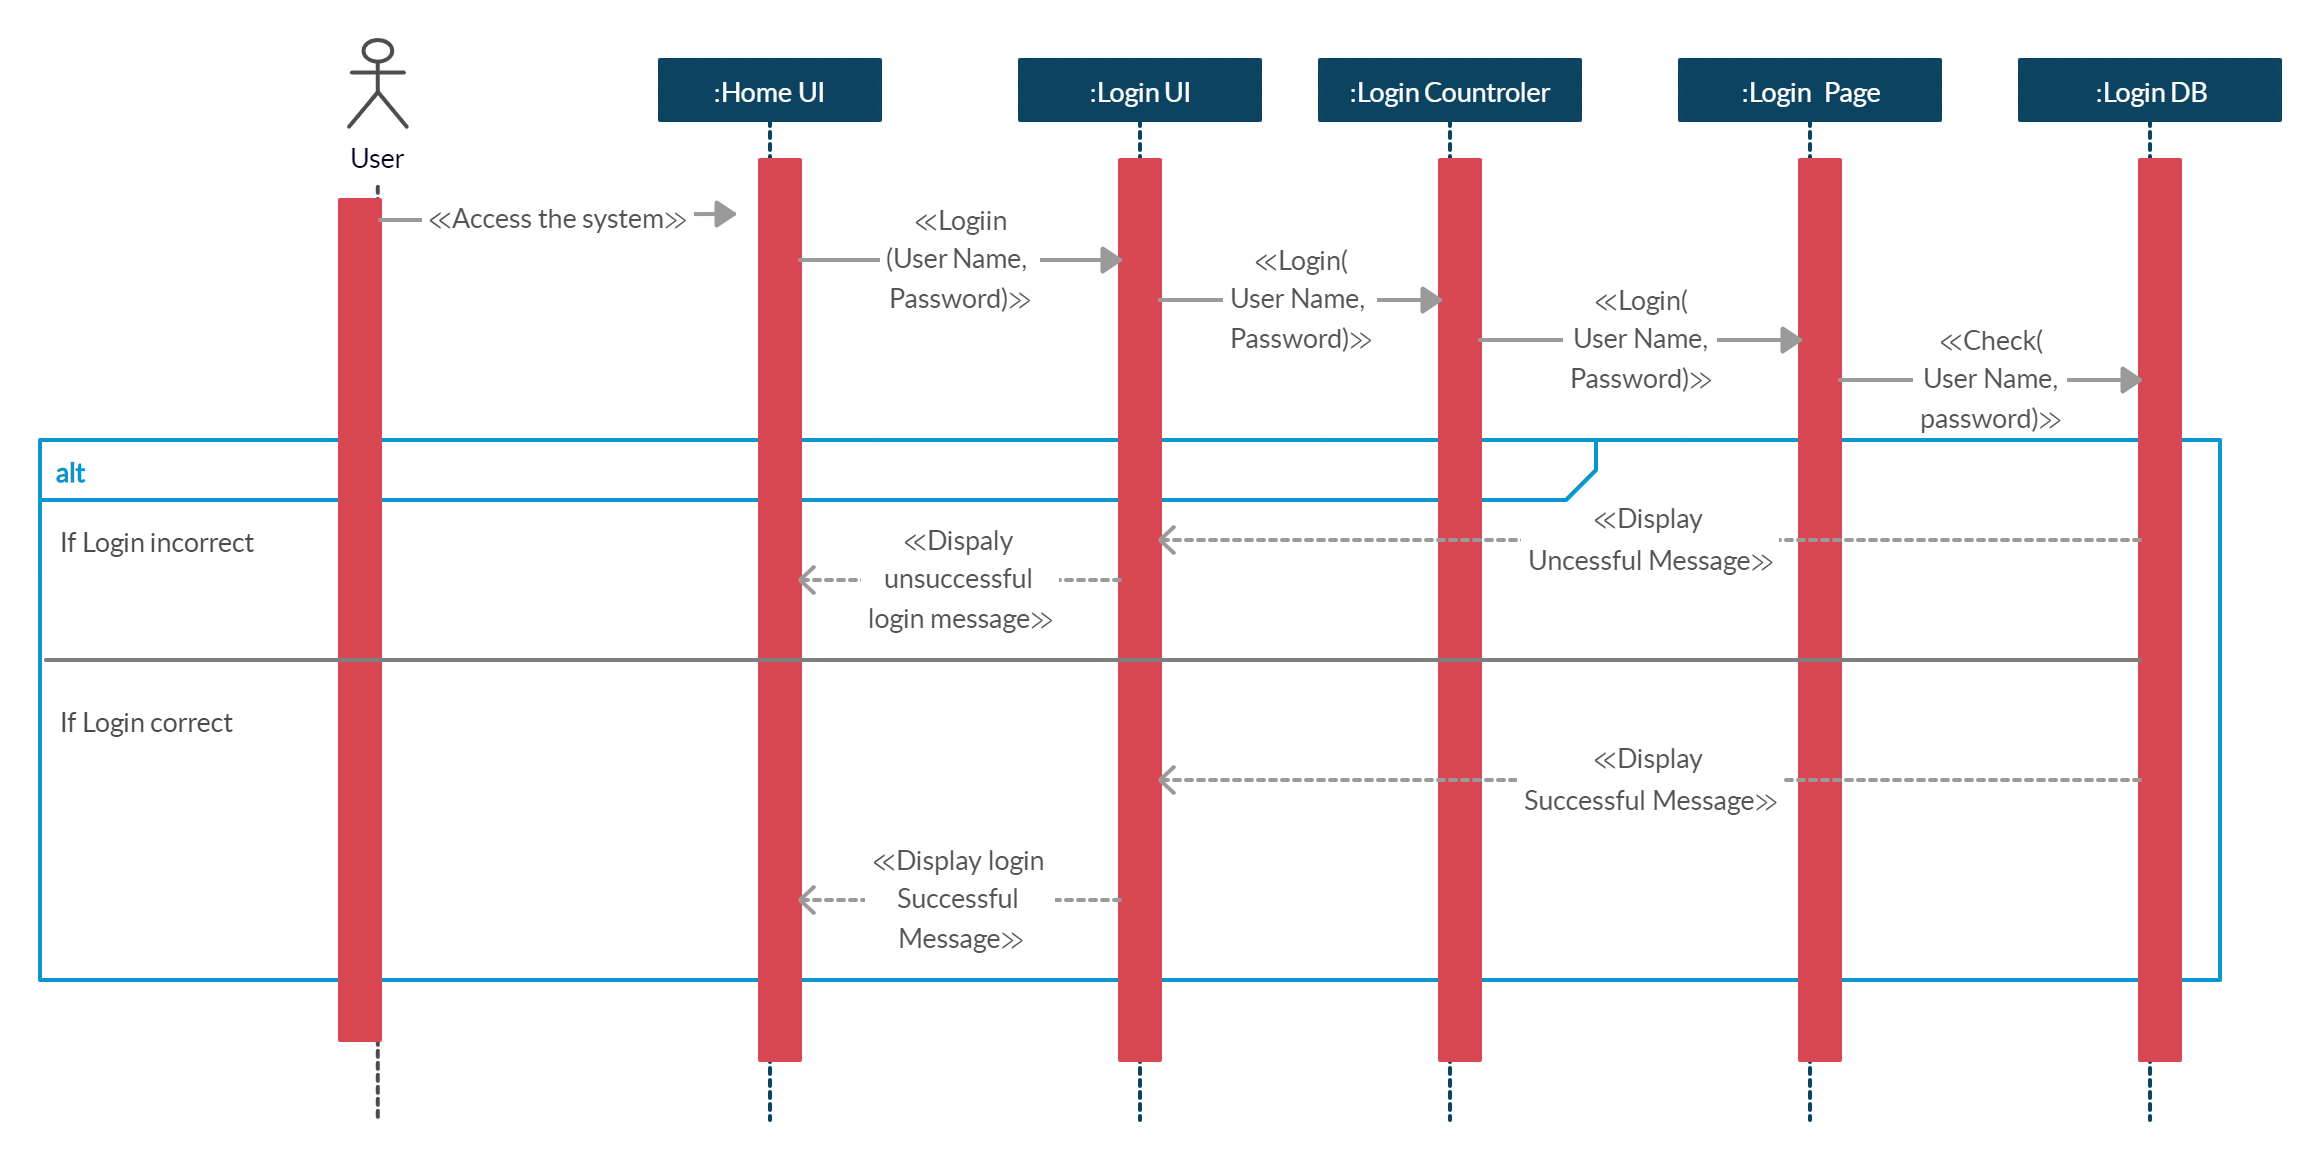 User
:Home UI
:Login UI
:Login Countroler
:Login Page
:Login DB
≪Access the system≫
≪Logiin
(User Name,
Password)≫
≪Login(
User Name,
Password)≫
≪Login(
User Name,
Password)≫
≪Check(
User Name,
password)≫
alt
If Login incorrect
≪Display
Uncessful Message≫
≪Dispaly
unsuccessful
login message≫
If Login correct
≪Display
Successful Message≫
≪Display login
Successful
Message≫